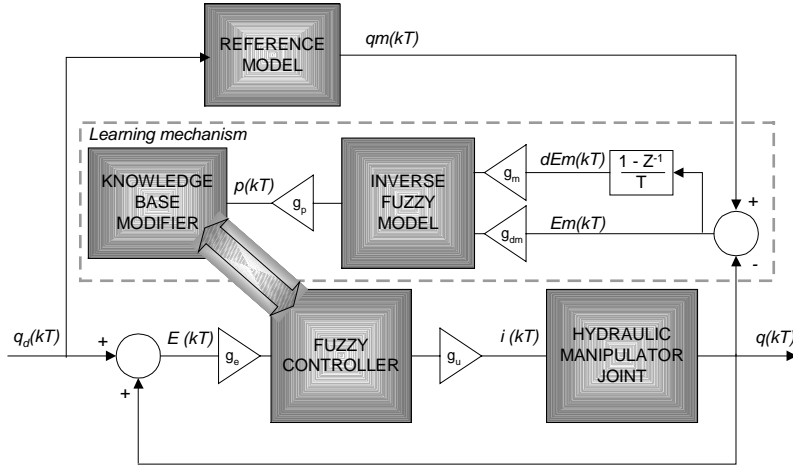 REFERENCE
MODEL
qm(kT)
Learning mechanism
KNOWLEDGE
BASE
MODIFIER
p(kT)
g_p
INVERSE
FUZZY
MODEL
g_m
dEm(kT)
1 - Z^-1
T
g_dm
Em(kT)
+
-
q_d(kT)
+
+
E (kT)
g_e
FUZZY
CONTROLLER
g_u
i (kT)
HYDRAULIC
MANIPULATOR
JOINT
q(kT)